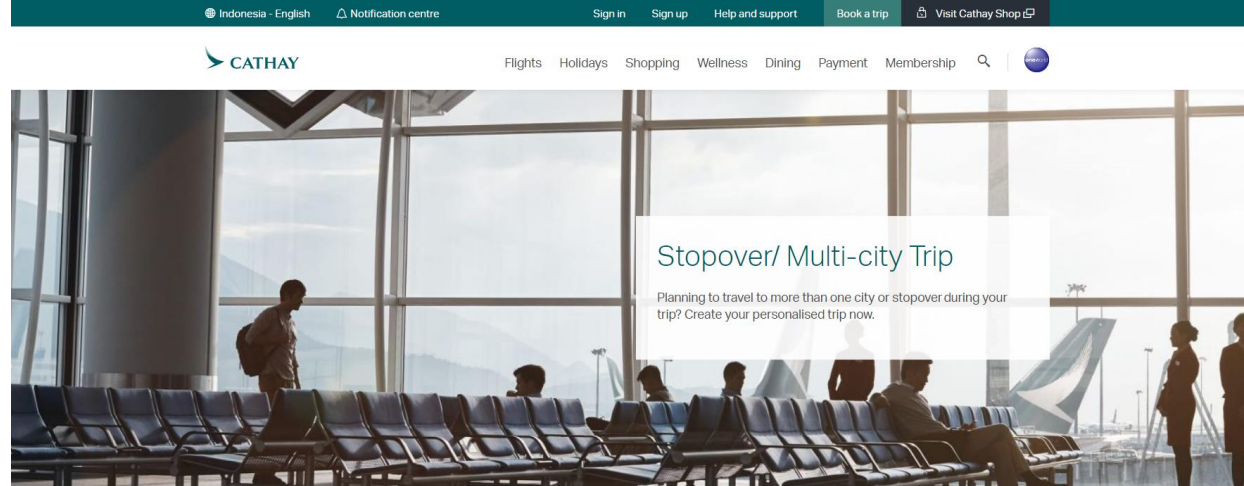 Indonesia - English Notification centre Sign in Sign up Help and support Book a trip Visit Cathay Shop
CATHAY Flights Holidays Shopping Wellness Dining Payment Membership
Stopover/ Multi-city Trip
Planning to travel to more than one city or stopover during your
trip? Create your personalised trip now.